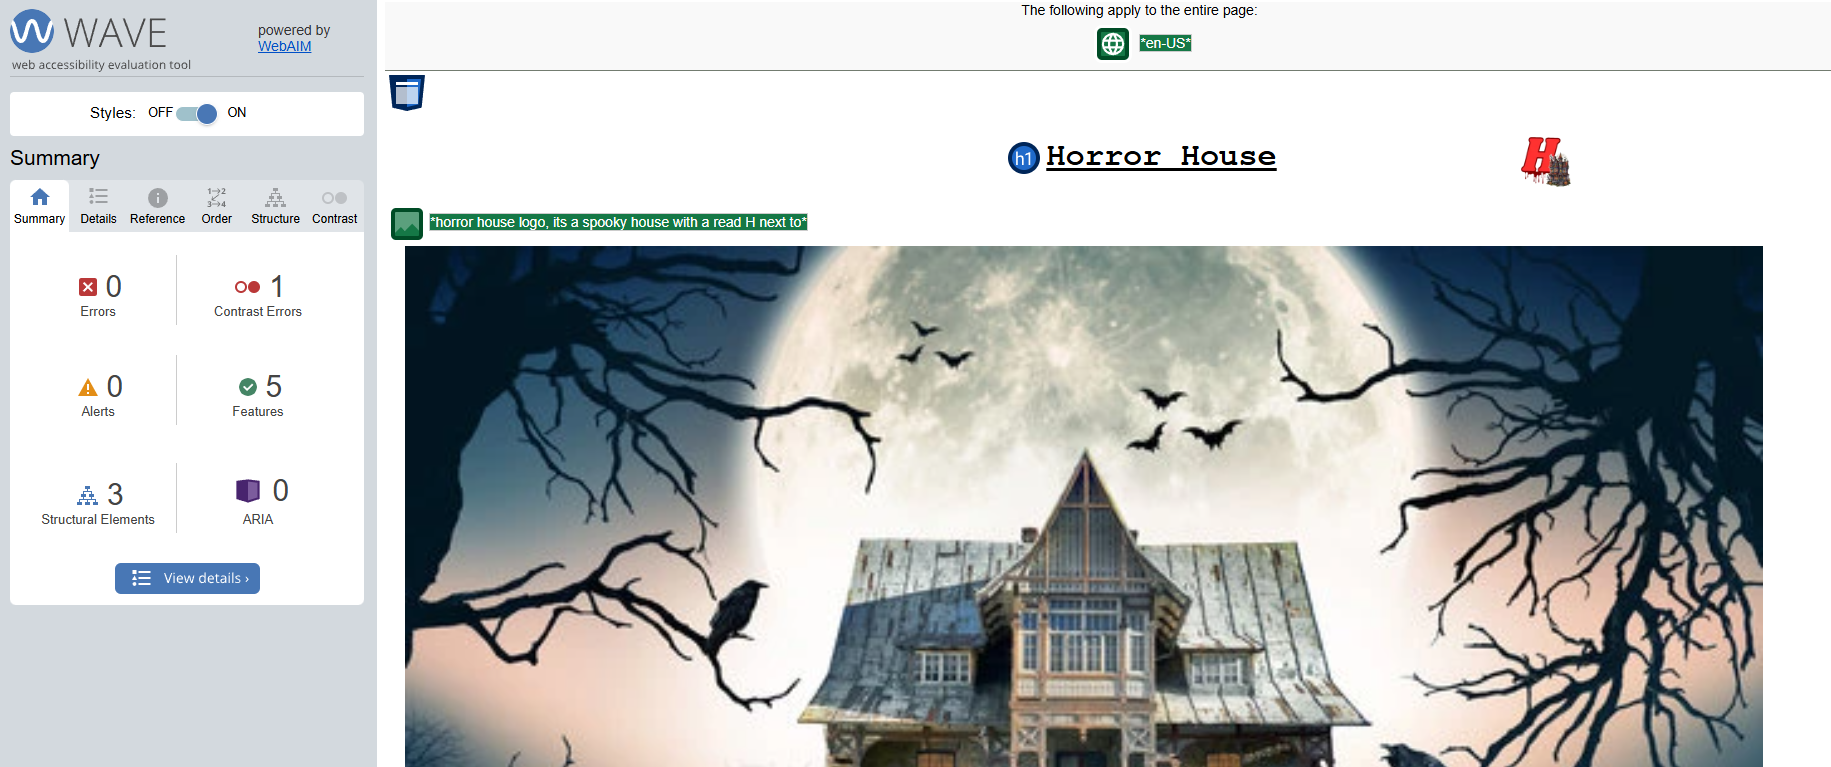 WAVE
web accessibility evaluation tool
powered by
WebAIM
Styles: OFF ON
Summary
Summary Details Reference Order Structure Contrast
0
Errors
1
Contrast Errors
0
Alerts
5
Features
3
Structural Elements
0
ARIA
View details ›
The following apply to the entire page:
*en-US*
h1 Horror House
H
*horror house logo, its a spooky house with a read H next to*